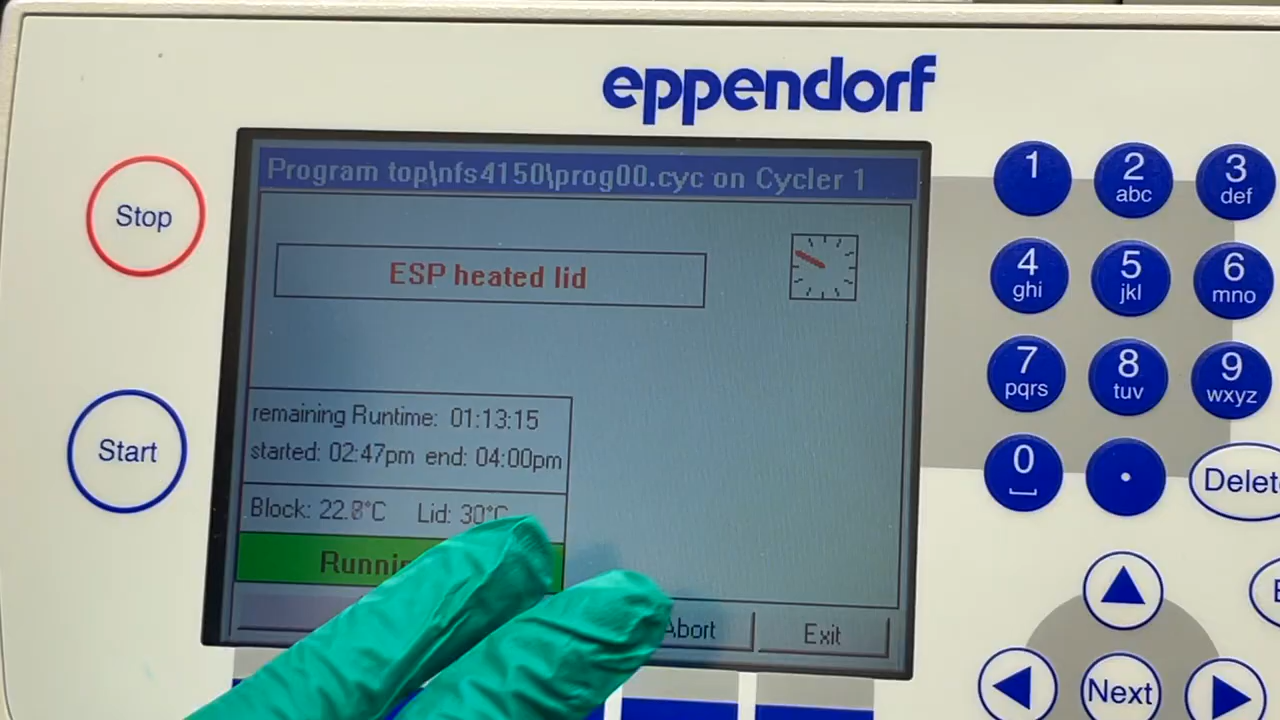 eppendorf
Program top\nfs4150\prog00.cyc on Cycler 1
ESP heated lid
remaining Runtime: 01:13:15
started: 02:47pm end: 04:00pm
Block: 22.8°C Lid: 30°C
Abort
Exit
Stop
Start
1
2
abc
3
def
4
ghi
5
jkl
6
mno
7
pqrs
8
tuv
9
wxyz
0
Next